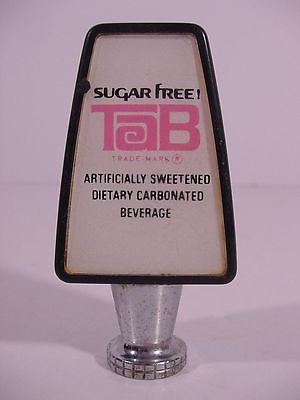 SUGAR FREE!
TaB
TRADE-MARK ®
ARTIFICIALLY SWEETENED
DIETARY CARBONATED
BEVERAGE